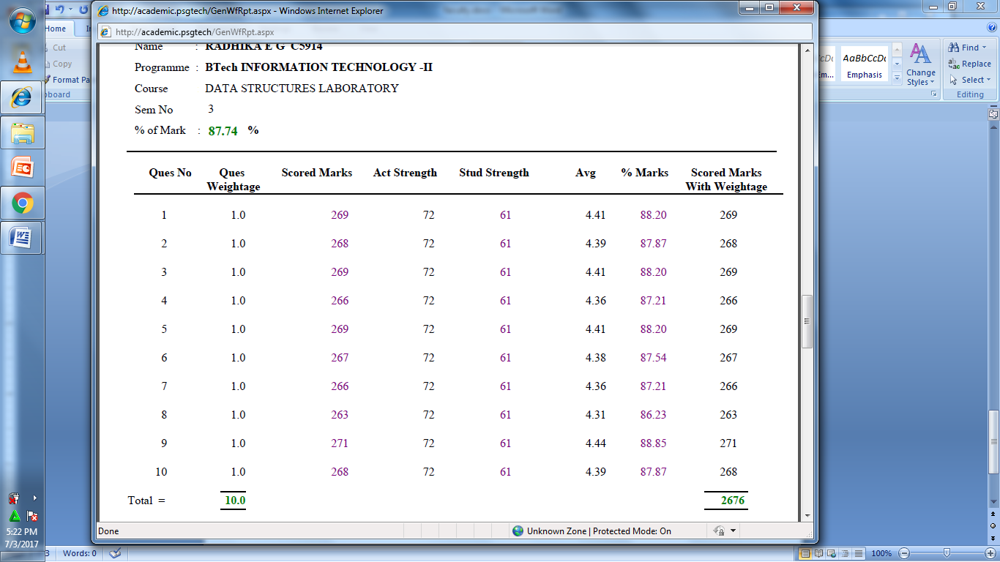 http://academic.psgtech/GenWfRpt.aspx - Windows Internet Explorer
http://academic.psgtech/GenWfRpt.aspx
Home
Cut
Copy
Format Pa
pboard
Find
AaBbCcDc
Replace
Em...
Emphasis
Change Styles
Select
Editing
Name : RADHIKA E G C5914
Programme : BTech INFORMATION TECHNOLOGY -II
Course DATA STRUCTURES LABORATORY
Sem No 3
% of Mark : 87.74 %
Ques No Ques Weightage Scored Marks Act Strength Stud Strength Avg % Marks Scored Marks With Weightage
1 1.0 269 72 61 4.41 88.20 269
2 1.0 268 72 61 4.39 87.87 268
3 1.0 269 72 61 4.41 88.20 269
4 1.0 266 72 61 4.36 87.21 266
5 1.0 269 72 61 4.41 88.20 269
6 1.0 267 72 61 4.38 87.54 267
7 1.0 266 72 61 4.36 87.21 266
8 1.0 263 72 61 4.31 86.23 263
9 1.0 271 72 61 4.44 88.85 271
10 1.0 268 72 61 4.39 87.87 268
Total = 10.0 2676
Done Unknown Zone | Protected Mode: On
5:22 PM
7/3/2017
3 Words: 0 100%